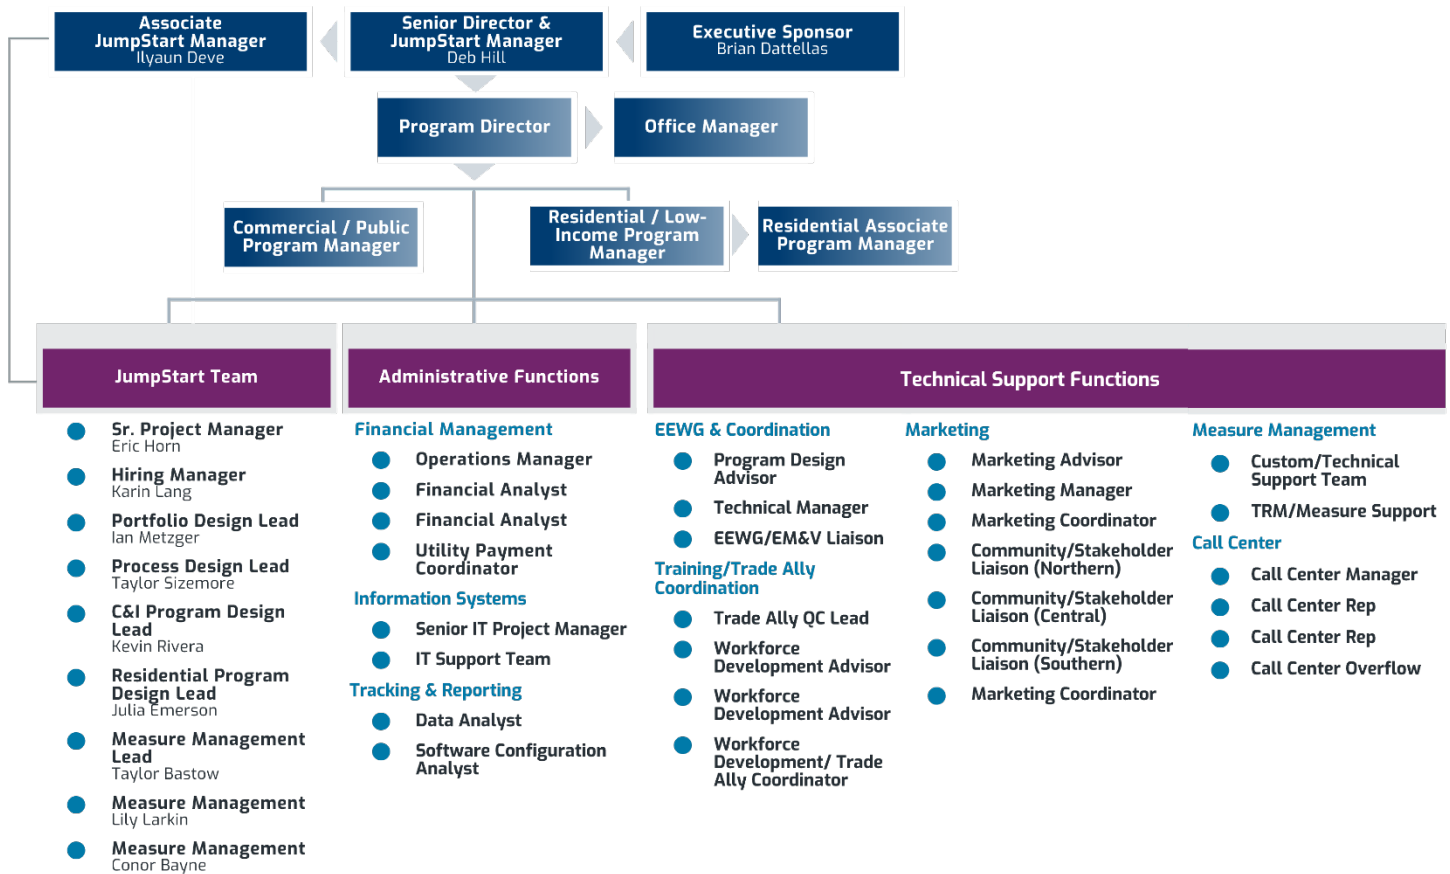 Associate
JumpStart Manager
Ilyaun Deve
Senior Director &
JumpStart Manager
Deb Hill
Executive Sponsor
Brian Dattellas
Program Director
Office Manager
Commercial / Public
Program Manager
Residential / Low-
Income Program
Manager
Residential Associate
Program Manager
JumpStart Team
Sr. Project Manager
Eric Horn
Hiring Manager
Karin Lang
Portfolio Design Lead
Ian Metzger
Process Design Lead
Taylor Sizemore
C&I Program Design
Lead
Kevin Rivera
Residential Program
Design Lead
Julia Emerson
Measure Management
Lead
Taylor Bastow
Measure Management
Lily Larkin
Measure Management
Conor Bayne
Administrative Functions
Financial Management
Operations Manager
Financial Analyst
Financial Analyst
Utility Payment
Coordinator
Information Systems
Senior IT Project Manager
IT Support Team
Tracking & Reporting
Data Analyst
Software Configuration
Analyst
Technical Support Functions
EEWG & Coordination
Program Design
Advisor
Technical Manager
EEWG/EM&V Liaison
Training/Trade Ally
Coordination
Trade Ally QC Lead
Workforce
Development Advisor
Workforce
Development Advisor
Workforce
Development/ Trade
Ally Coordinator
Marketing
Marketing Advisor
Marketing Manager
Marketing Coordinator
Community/Stakeholder
Liaison (Northern)
Community/Stakeholder
Liaison (Central)
Community/Stakeholder
Liaison (Southern)
Marketing Coordinator
Measure Management
Custom/Technical
Support Team
TRM/Measure Support
Call Center
Call Center Manager
Call Center Rep
Call Center Rep
Call Center Overflow